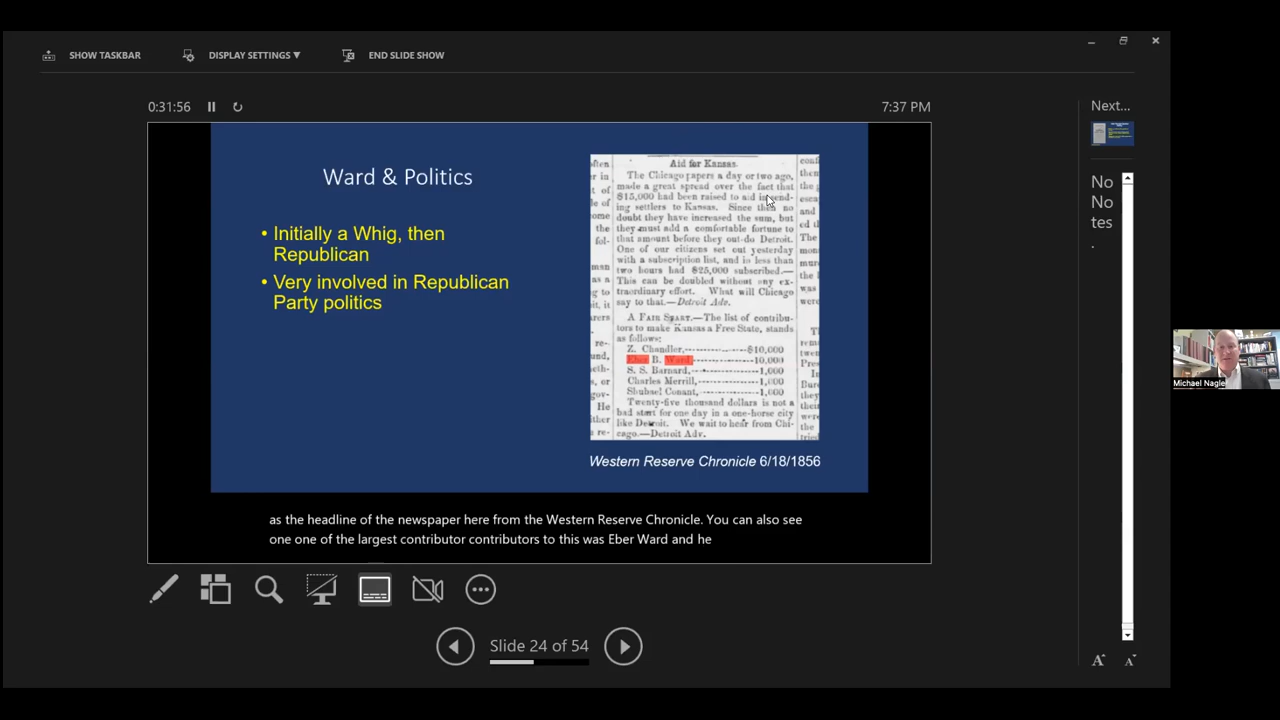 SHOW TASKBAR
DISPLAY SETTINGS ▼
END SLIDE SHOW
0:31:56
7:37 PM
Next...
Ward & Politics
• Initially a Whig, then
Republican
• Very involved in Republican
Party politics
Aid for Kansas.
The Chicago papers a day or two ago,
made a great spread over the fact that
$15,000 had been raised to aid in send-
ing settlers to Kansas. Since then no
doubt they have increased the sum, but
they must add a comfortable fortune to
that amount before they out-do Detroit.
One of our citizens set out yesterday
with a subscription list, and in less than
two hours had $25,000 subscribed.—
This can be doubled without any ex-
traordinary effort. What will Chicago
say to that.—Detroit Adv.
A FAIR START.—The list of contribu-
tors to make Kansas a Free State, stands
as follows:
Z. Chandler, $10,000
Eber B. Ward, 10,000
S. S. Barnard, 1,000
Charles Merrill, 1,000
Shubael Conant, 1,000
Twenty-five thousand dollars is not a
bad start for one day in a one-horse city
like Detroit. We wait to hear from Chi-
cago.—Detroit Adv.
Western Reserve Chronicle 6/18/1856
as the headline of the newspaper here from the Western Reserve Chronicle. You can also see
one one of the largest contributor contributors to this was Eber Ward and he
Slide 24 of 54
No
No
tes
.
A
A
Michael Nagle